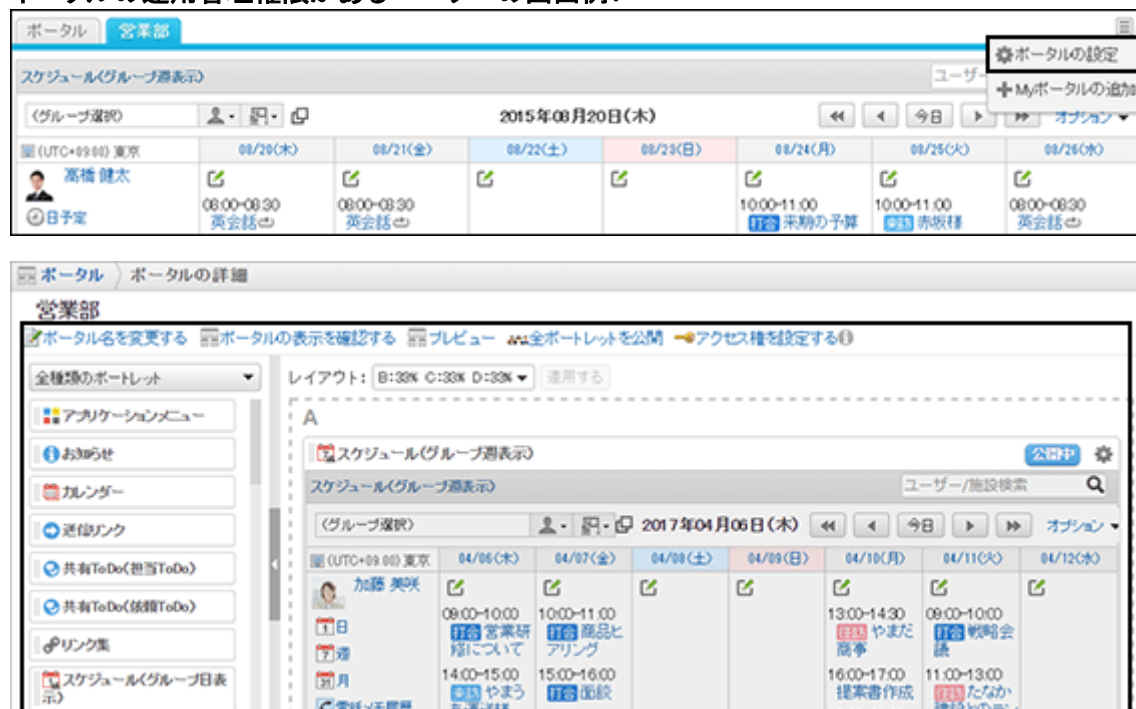 ポータル 営業部
ポータルの設定
Myポータルの追加
スケジュール(グループ週表示)
ユーザー
(グループ選択) 2015年08月20日(木) 今日 オプション
(UTC+09:00) 東京 08/20(木) 08/21(金) 08/22(土) 08/23(日) 08/24(月) 08/25(火) 08/26(水)
高橋 健太
08:00-08:30 08:00-08:30 10:00-11:00 10:00-11:00 08:00-08:30
日予定 英会話 英会話 打合 来期の予算 来訪 赤坂様 英会話
ポータル ポータルの詳細
営業部
ポータル名を変更する ポータルの表示を確認する プレビュー 全ポートレットを公開 アクセス権を設定する
全種類のポートレット レイアウト: B:33% C:33% D:33% 適用する
アプリケーションメニュー A
お知らせ スケジュール(グループ週表示) 公開中
カレンダー スケジュール(グループ週表示) ユーザー/施設検索
送信リンク (グループ選択) 2017年04月06日(木) 今日 オプション
共有ToDo(担当ToDo) (UTC+09:00) 東京 04/06(木) 04/07(金) 04/08(土) 04/09(日) 04/10(月) 04/11(火) 04/12(水)
共有ToDo(依頼ToDo) 加藤 美咲
09:00-10:00 10:00-11:00 13:00-14:30 09:00-10:00
日 打合 営業研 打合 商品ヒ 往訪 やまだ 打合 戦略会
リンク集 週 修について アリング 商事 議
スケジュール(グループ日表 月 14:00-15:00 15:00-16:00 16:00-17:00 11:00-13:00
示) 来訪 やまう 打合 面談 提案書作成 往訪 たなか